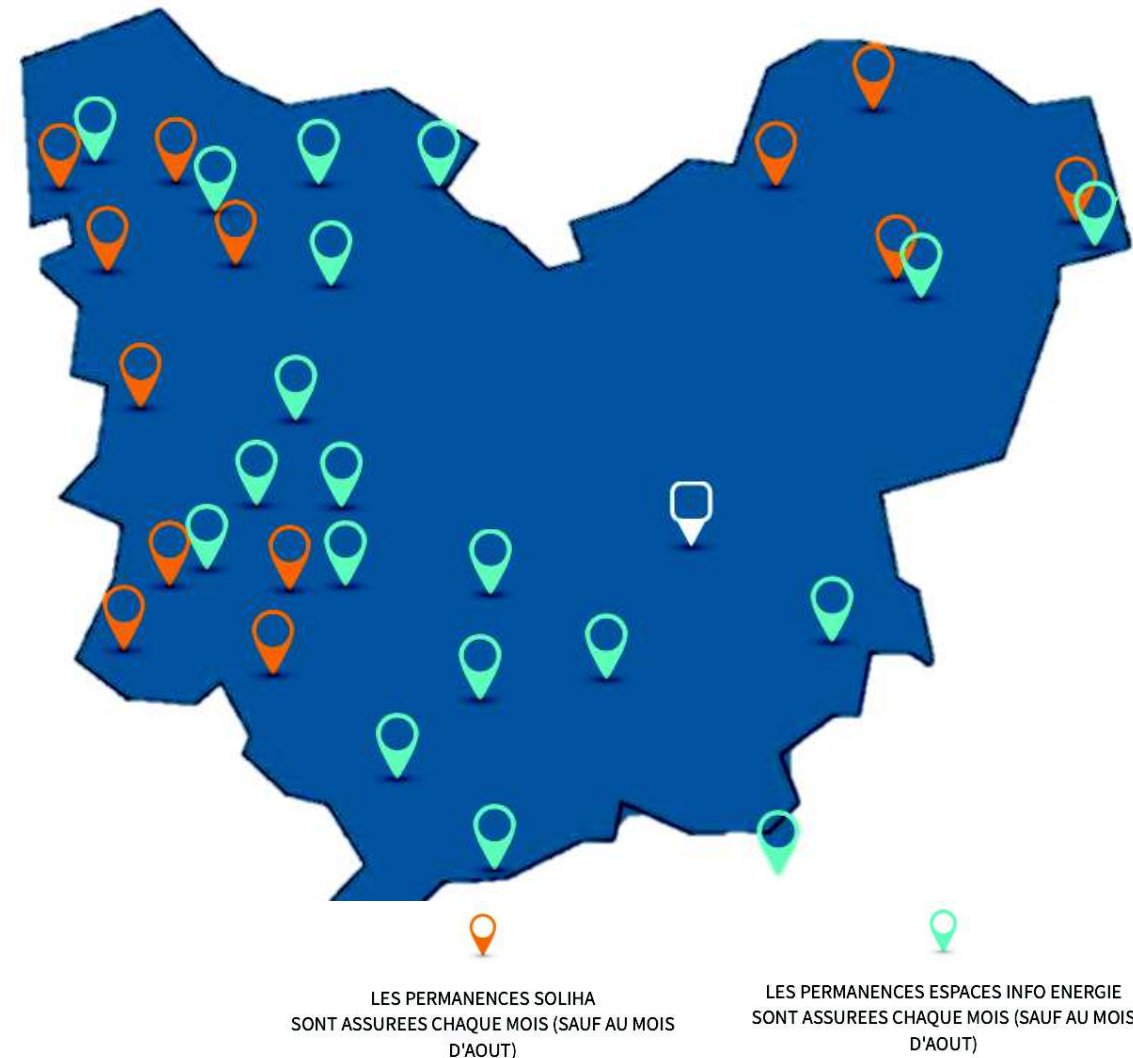 LES PERMANENCES SOLIHA
SONT ASSUREES CHAQUE MOIS (SAUF AU MOIS
D'AOUT)
LES PERMANENCES ESPACES INFO ENERGIE
SONT ASSUREES CHAQUE MOIS (SAUF AU MOIS
D'AOUT)